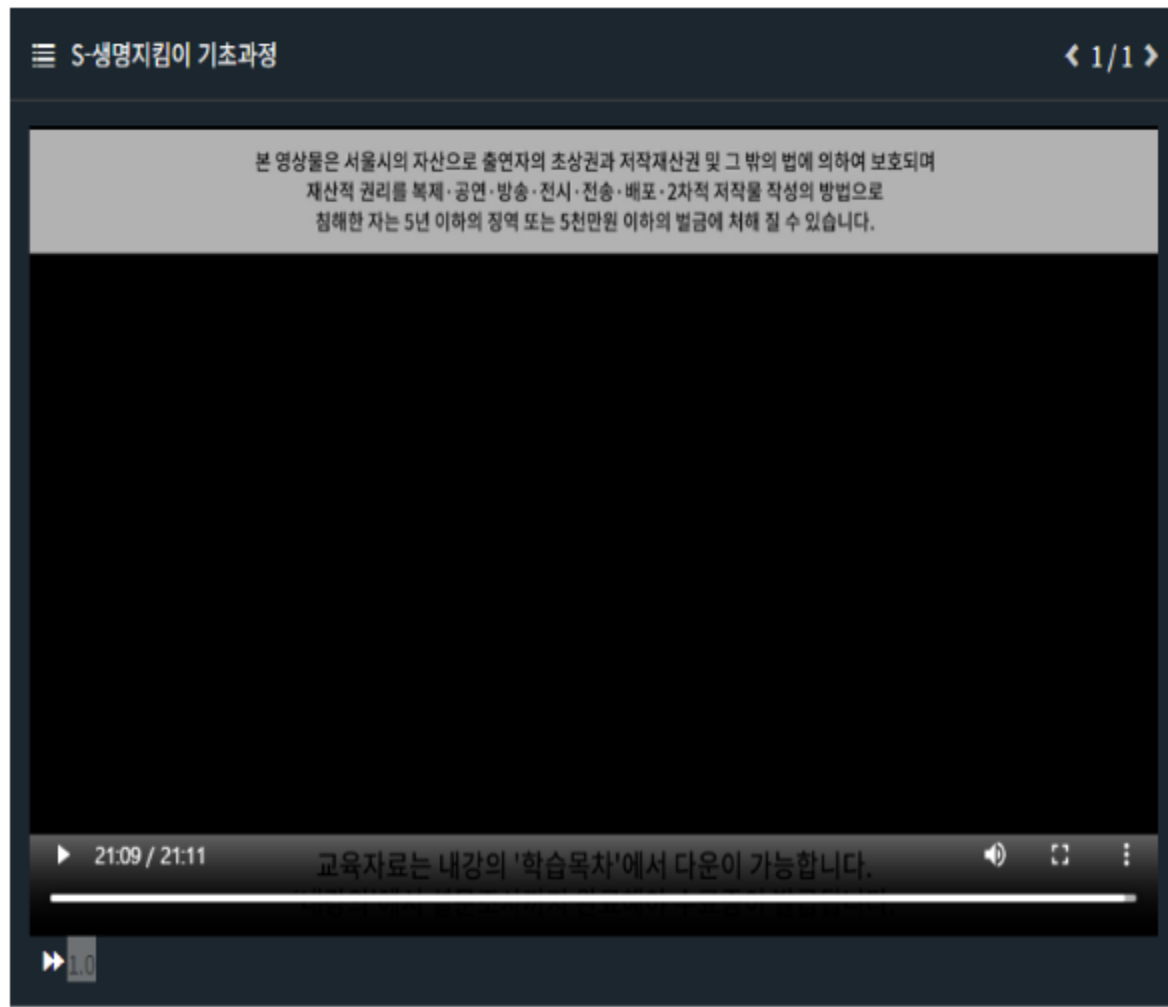 S-생명지킴이 기초과정
1/1
본 영상물은 서울시의 자산으로 출연자의 초상권과 저작재산권 및 그 밖의 법에 의하여 보호되며
재산적 권리를 복제·공연·방송·전시·전송·배포·2차적 저작물 작성의 방법으로
침해한 자는 5년 이하의 징역 또는 5천만원 이하의 벌금에 처해 질 수 있습니다.
21:09 / 21:11
교육자료는 내강의 '학습목차'에서 다운이 가능합니다.
1.0